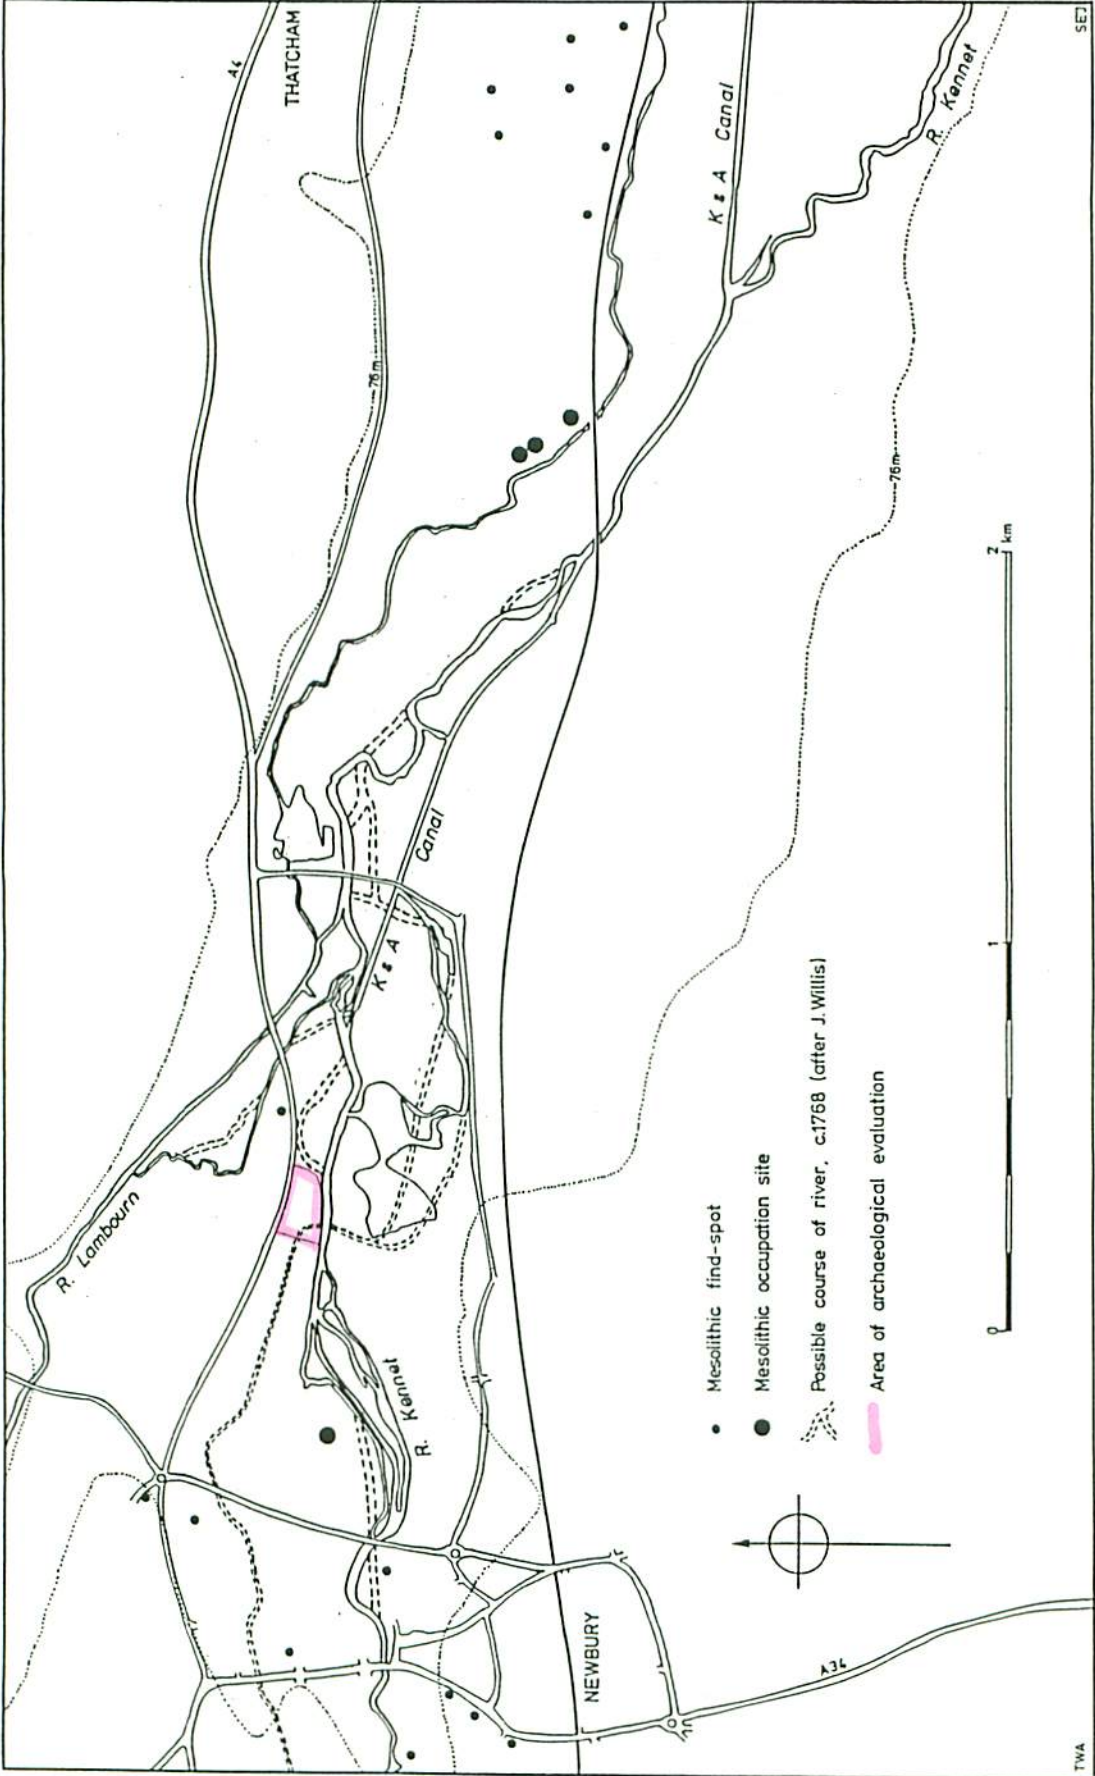 A4
THATCHAM
R. Lambourn
76m
K & A Canal
R. Kennet
K & A
Canal
R. Kennet
76m
NEWBURY
A34
Mesolithic find-spot
Mesolithic occupation site
Possible course of river, c.1768 (after J. Willis)
Area of archaeological evaluation
0
1
2
km
TWA
SEJ